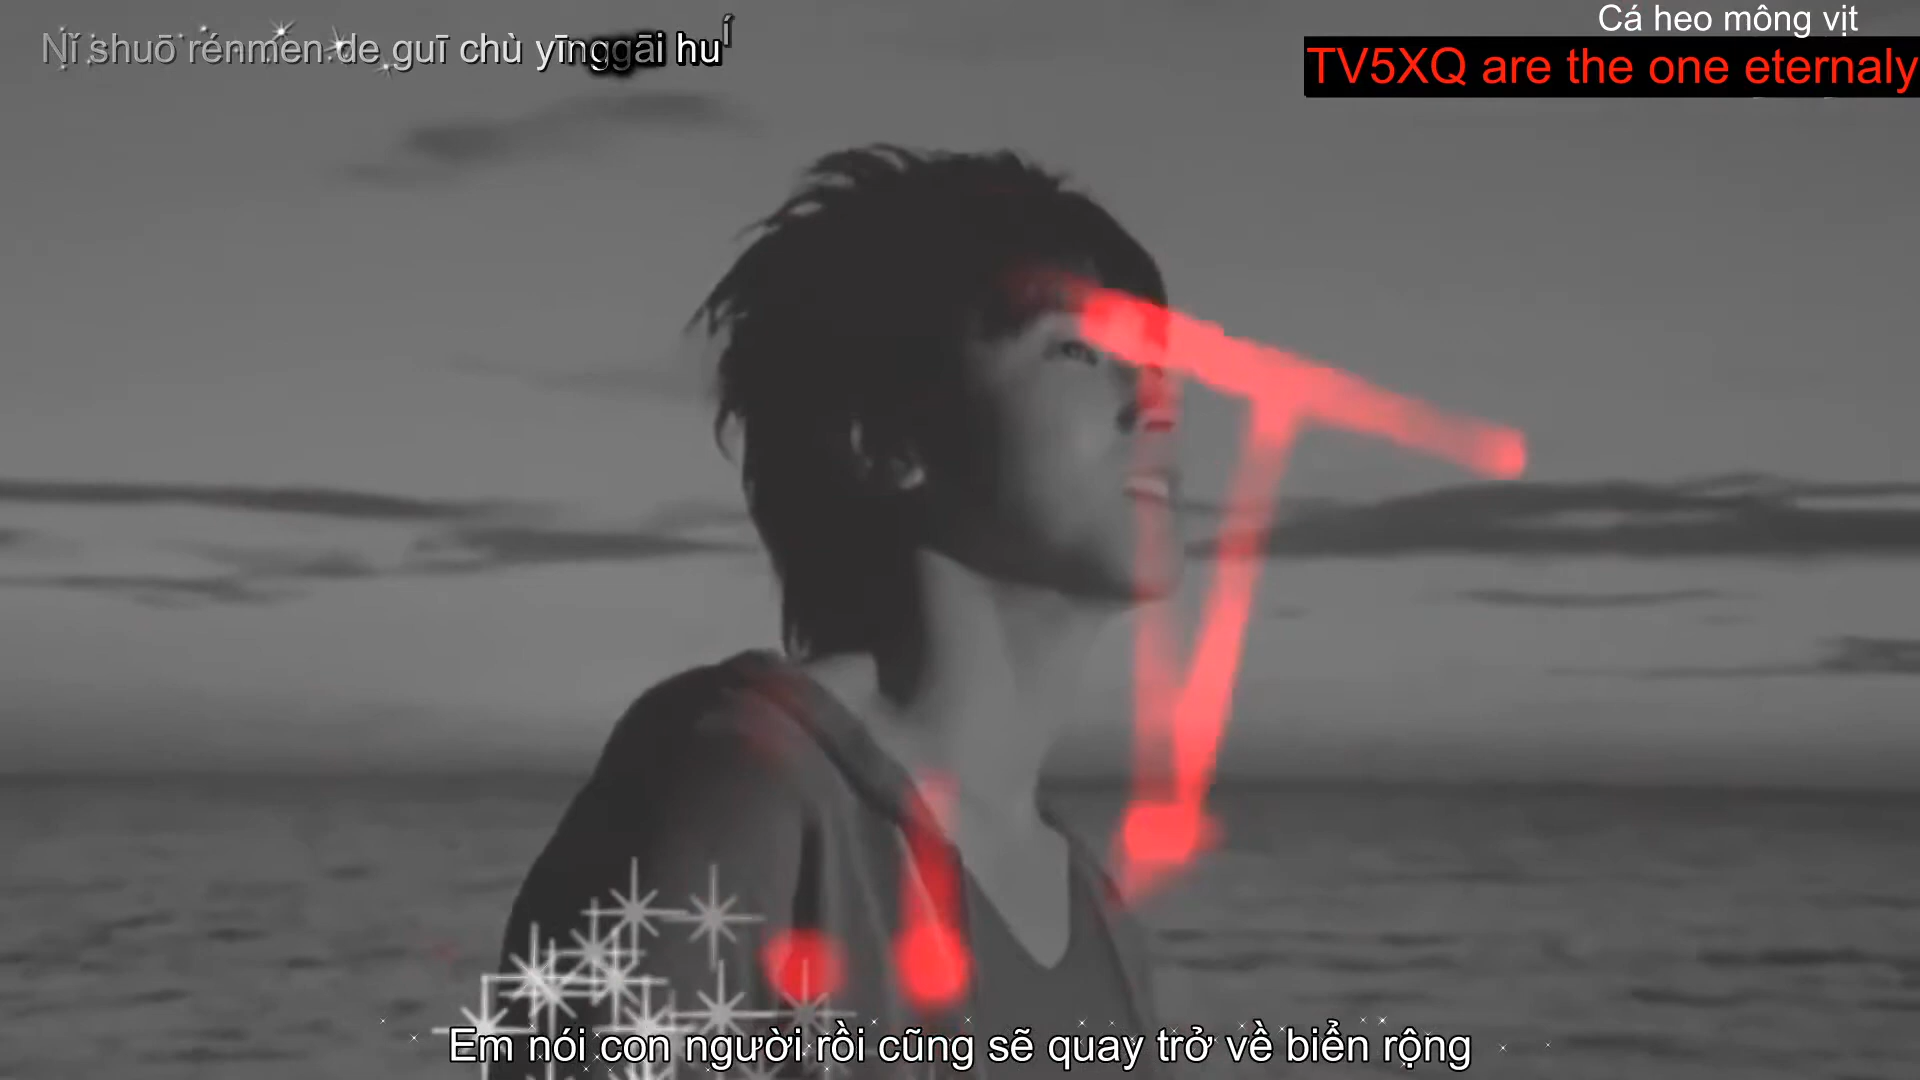 Nǐ shuō rénmen de guī chù yīnggāi huí
Cá heo mông vịt
TV5XQ are the one eternaly
Em nói con người rồi cũng sẽ quay trở về biển rộng